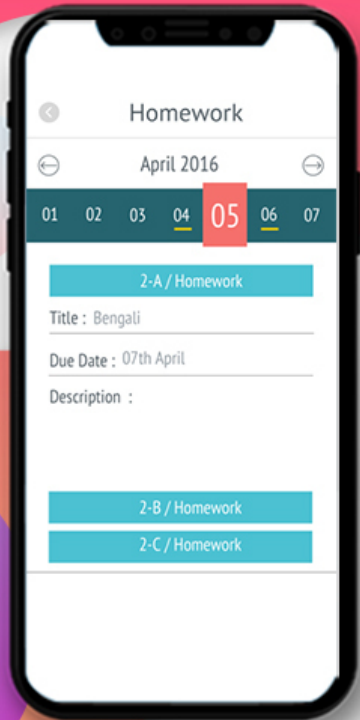 Homework
April 2016
01 02 03 04 05 06 07
2-A / Homework
Title : Bengali
Due Date : 07th April
Description :
2-B / Homework
2-C / Homework